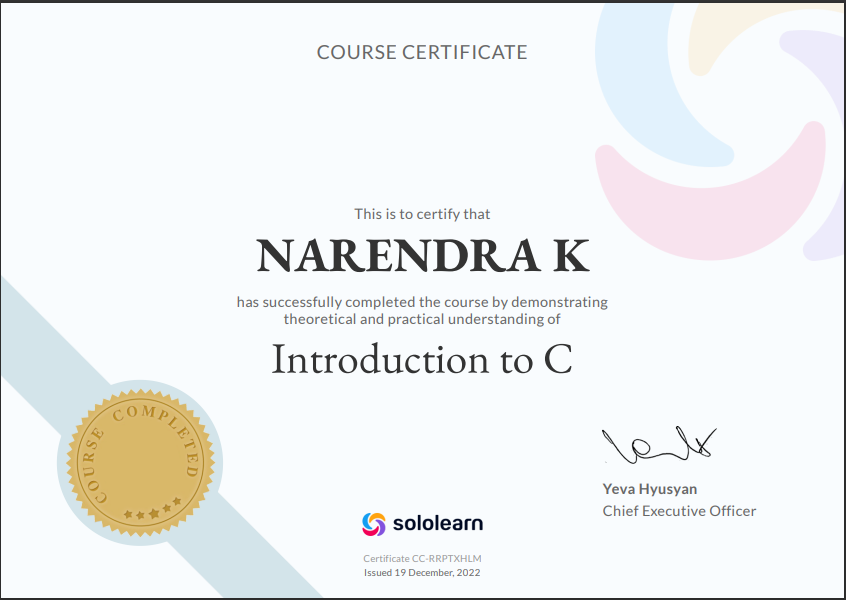 COURSE CERTIFICATE
This is to certify that
NARENDRA K
has successfully completed the course by demonstrating
theoretical and practical understanding of
Introduction to C
COURSE COMPLETED
Yeva Hyusyan
Chief Executive Officer
sololearn
Certificate CC-RRPTXHLM
Issued 19 December, 2022